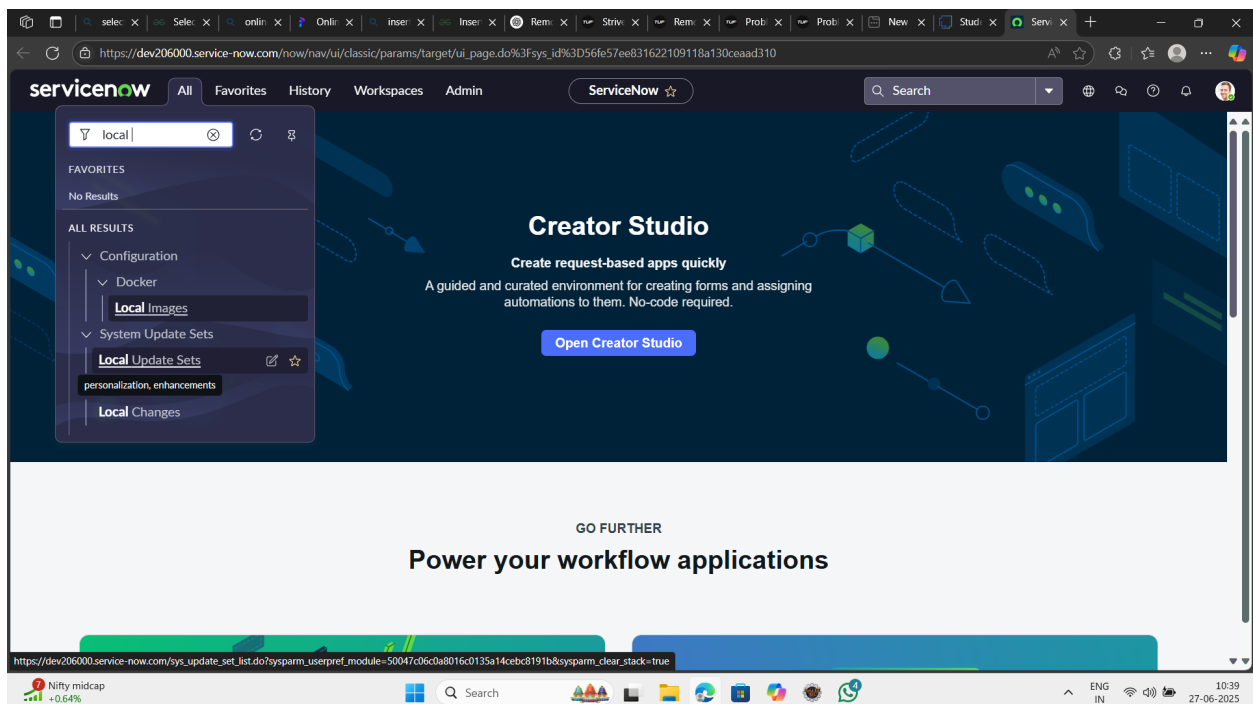 selec
Selec
onlin
Onlin
insert
Inser
Remo
Strive
Remo
Probl
Probl
New
Stude
Servi
https://dev206000.service-now.com/now/nav/ui/classic/params/target/ui_page.do%3Fsys_id%3D56fe57ee831622109118a130ceaad310
servicenow All Favorites History Workspaces Admin ServiceNow Search
local
FAVORITES
No Results
ALL RESULTS
Configuration
Docker
Local Images
System Update Sets
Local Update Sets
personalization, enhancements
Local Changes
Creator Studio
Create request-based apps quickly
A guided and curated environment for creating forms and assigning
automations to them. No-code required.
Open Creator Studio
GO FURTHER
Power your workflow applications
https://dev206000.service-now.com/sys_update_set_list.do?sysparm_userpref_module=50047c06c0a8016c0135a14cebc8191b&sysparm_clear_stack=true
7
Nifty midcap
+0.64%
Search
4
ENG
IN
10:39
27-06-2025